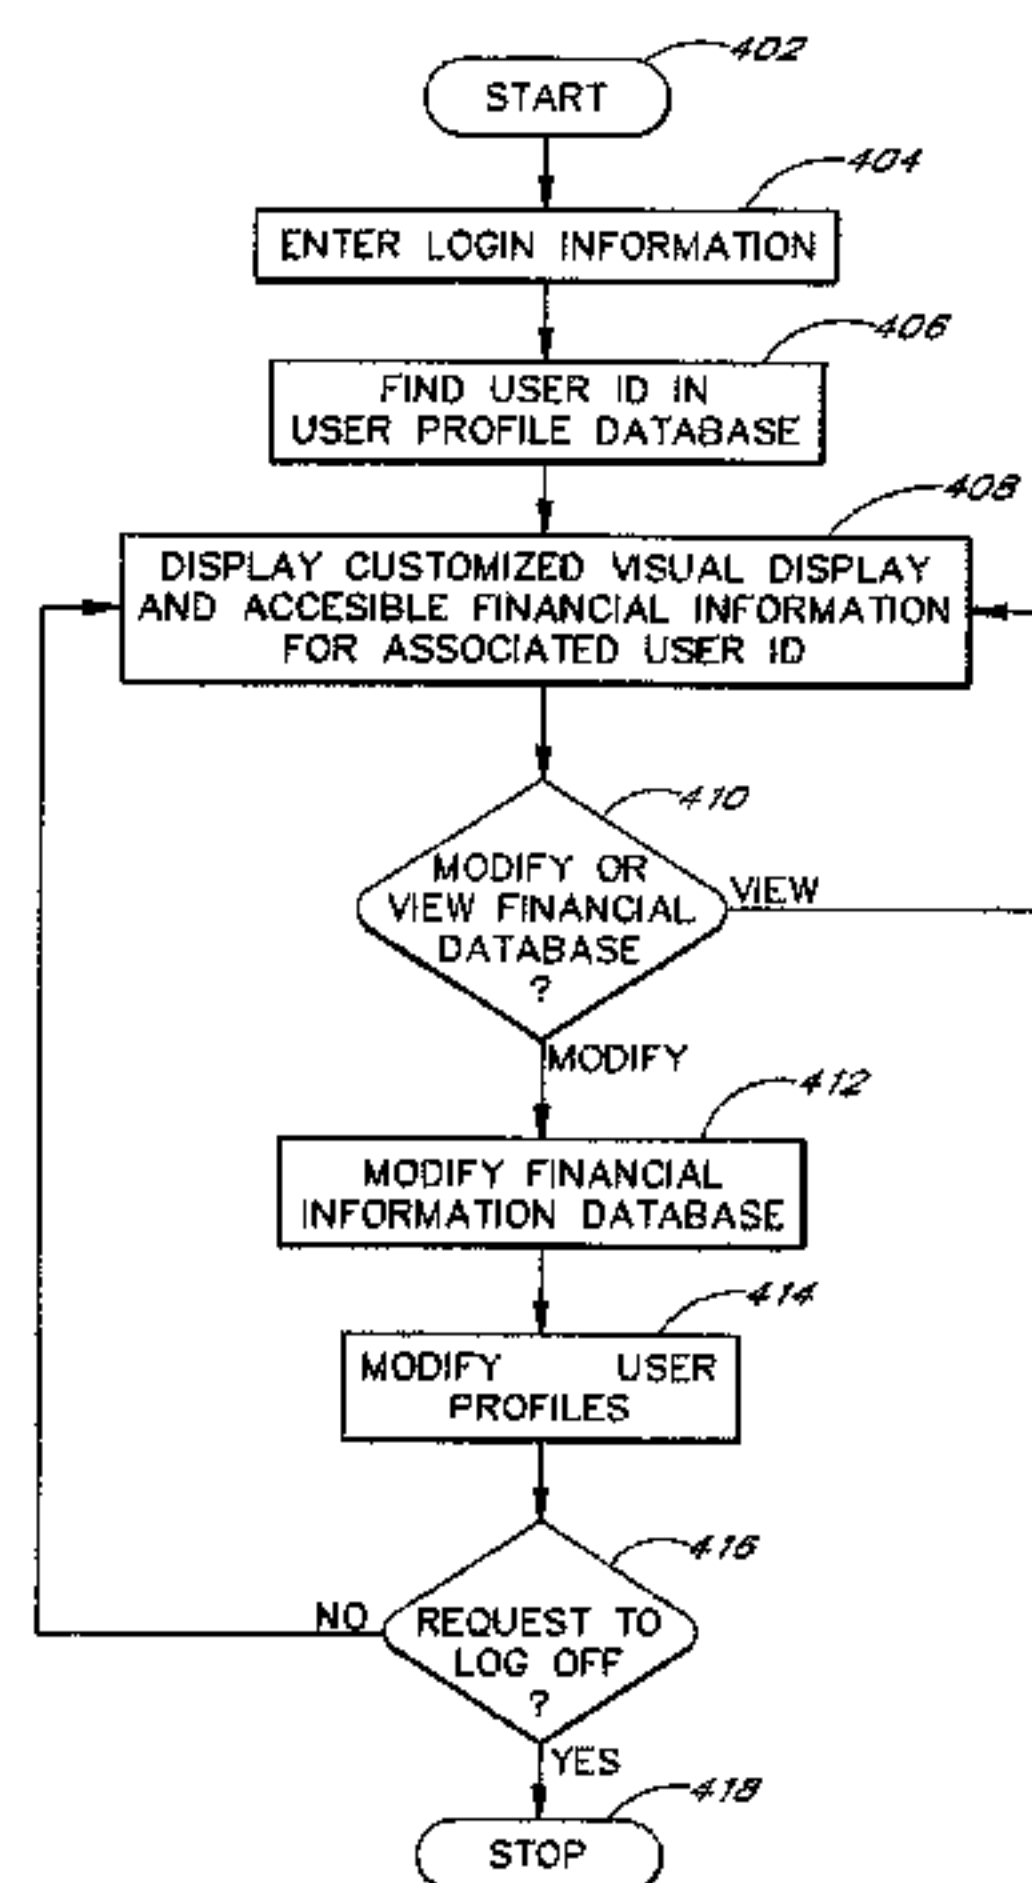 402
START
404
ENTER LOGIN INFORMATION
406
FIND USER ID IN
USER PROFILE DATABASE
408
DISPLAY CUSTOMIZED VISUAL DISPLAY
AND ACCESIBLE FINANCIAL INFORMATION
FOR ASSOCIATED USER ID
410
MODIFY OR
VIEW FINANCIAL
DATABASE
?
VIEW
MODIFY
412
MODIFY FINANCIAL
INFORMATION DATABASE
414
MODIFY USER
PROFILES
416
REQUEST TO
LOG OFF
?
NO
YES
418
STOP